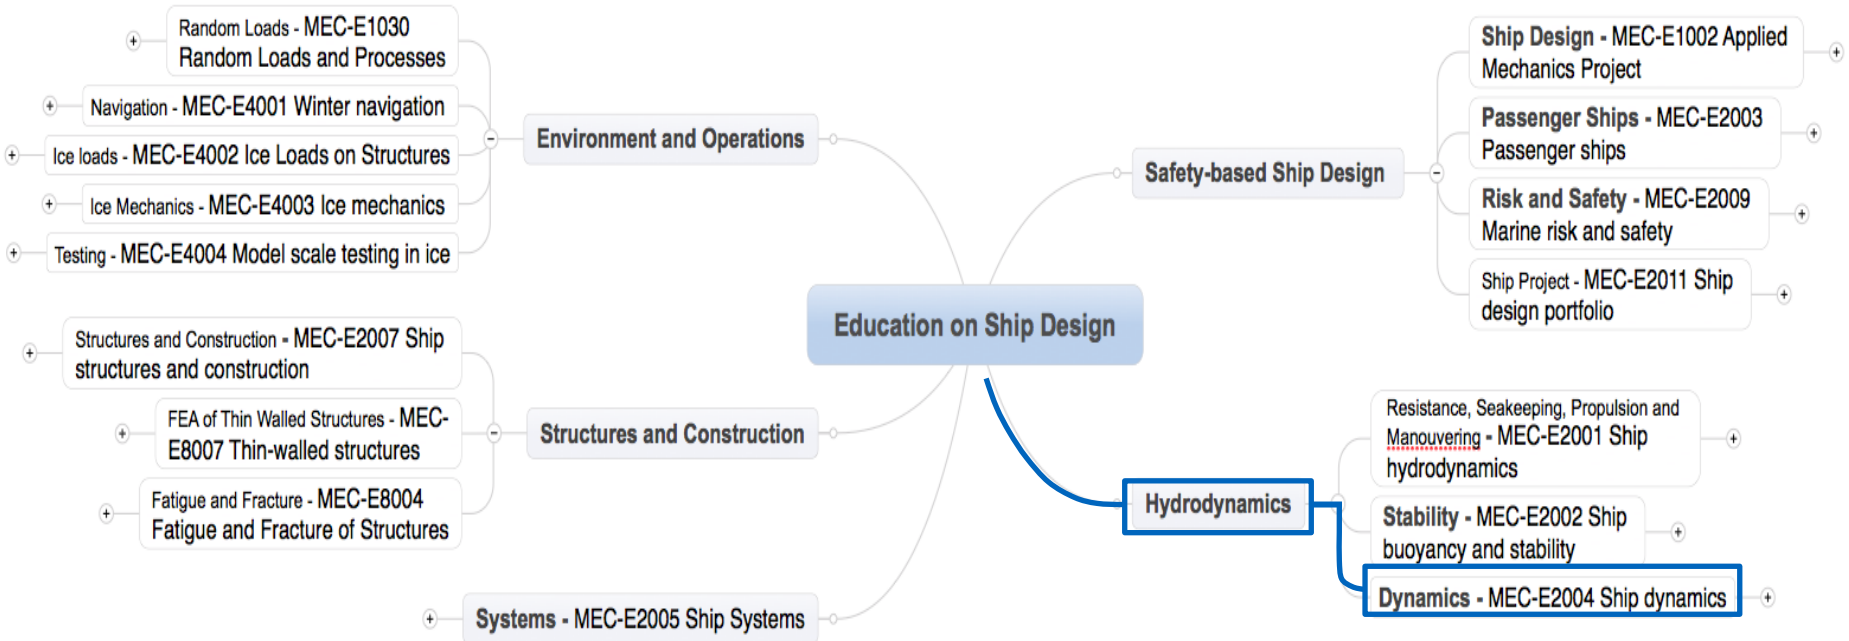 Random Loads - MEC-E1030
Random Loads and Processes
Navigation - MEC-E4001 Winter navigation
Ice loads - MEC-E4002 Ice Loads on Structures
Ice Mechanics - MEC-E4003 Ice mechanics
Testing - MEC-E4004 Model scale testing in ice
Environment and Operations
Structures and Construction - MEC-E2007 Ship
structures and construction
FEA of Thin Walled Structures - MEC-
E8007 Thin-walled structures
Fatigue and Fracture - MEC-E8004
Fatigue and Fracture of Structures
Structures and Construction
Systems - MEC-E2005 Ship Systems
Education on Ship Design
Safety-based Ship Design
Ship Design - MEC-E1002 Applied
Mechanics Project
Passenger Ships - MEC-E2003
Passenger ships
Risk and Safety - MEC-E2009
Marine risk and safety
Ship Project - MEC-E2011 Ship
design portfolio
Hydrodynamics
Resistance, Seakeeping, Propulsion and
Manouvering - MEC-E2001 Ship
hydrodynamics
Stability - MEC-E2002 Ship
buoyancy and stability
Dynamics - MEC-E2004 Ship dynamics